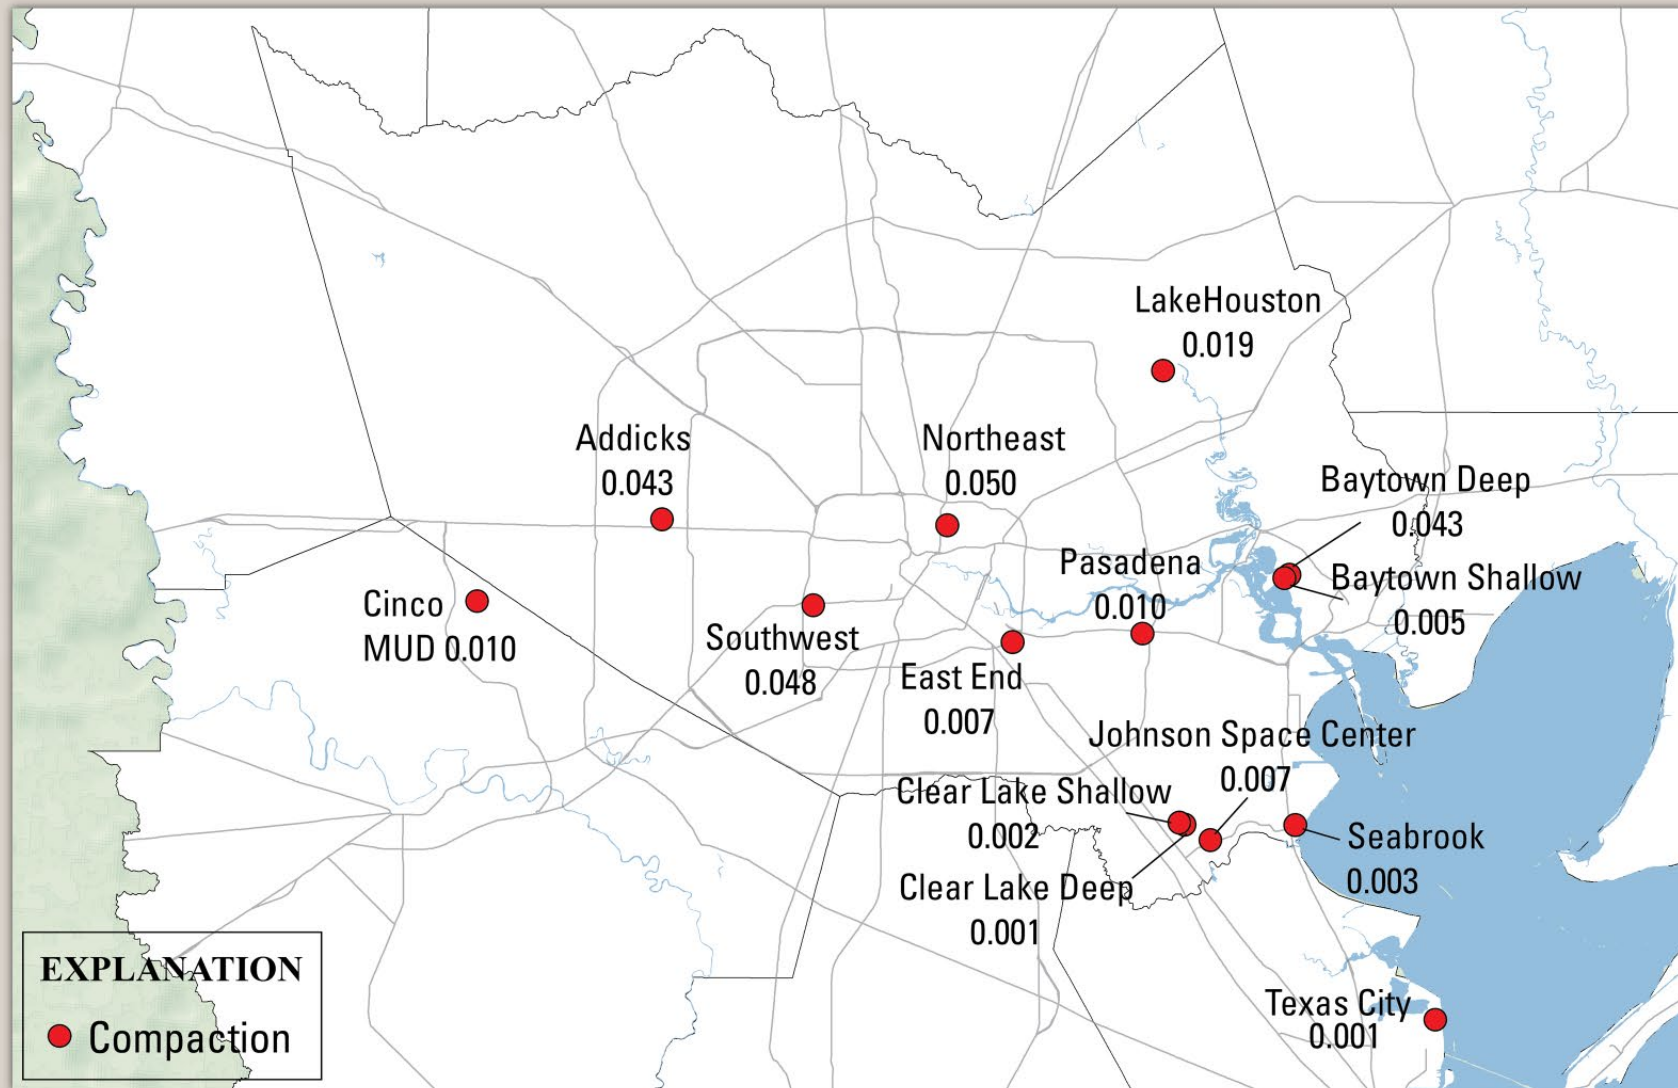 LakeHouston
0.019
Addicks
0.043
Northeast
0.050
Baytown Deep
0.043
Pasadena
0.010
Baytown Shallow
0.005
Cinco
MUD 0.010
Southwest
0.048
East End
0.007
Johnson Space Center
0.007
Clear Lake Shallow
0.002
Seabrook
0.003
Clear Lake Deep
0.001
Texas City
0.001
EXPLANATION
Compaction